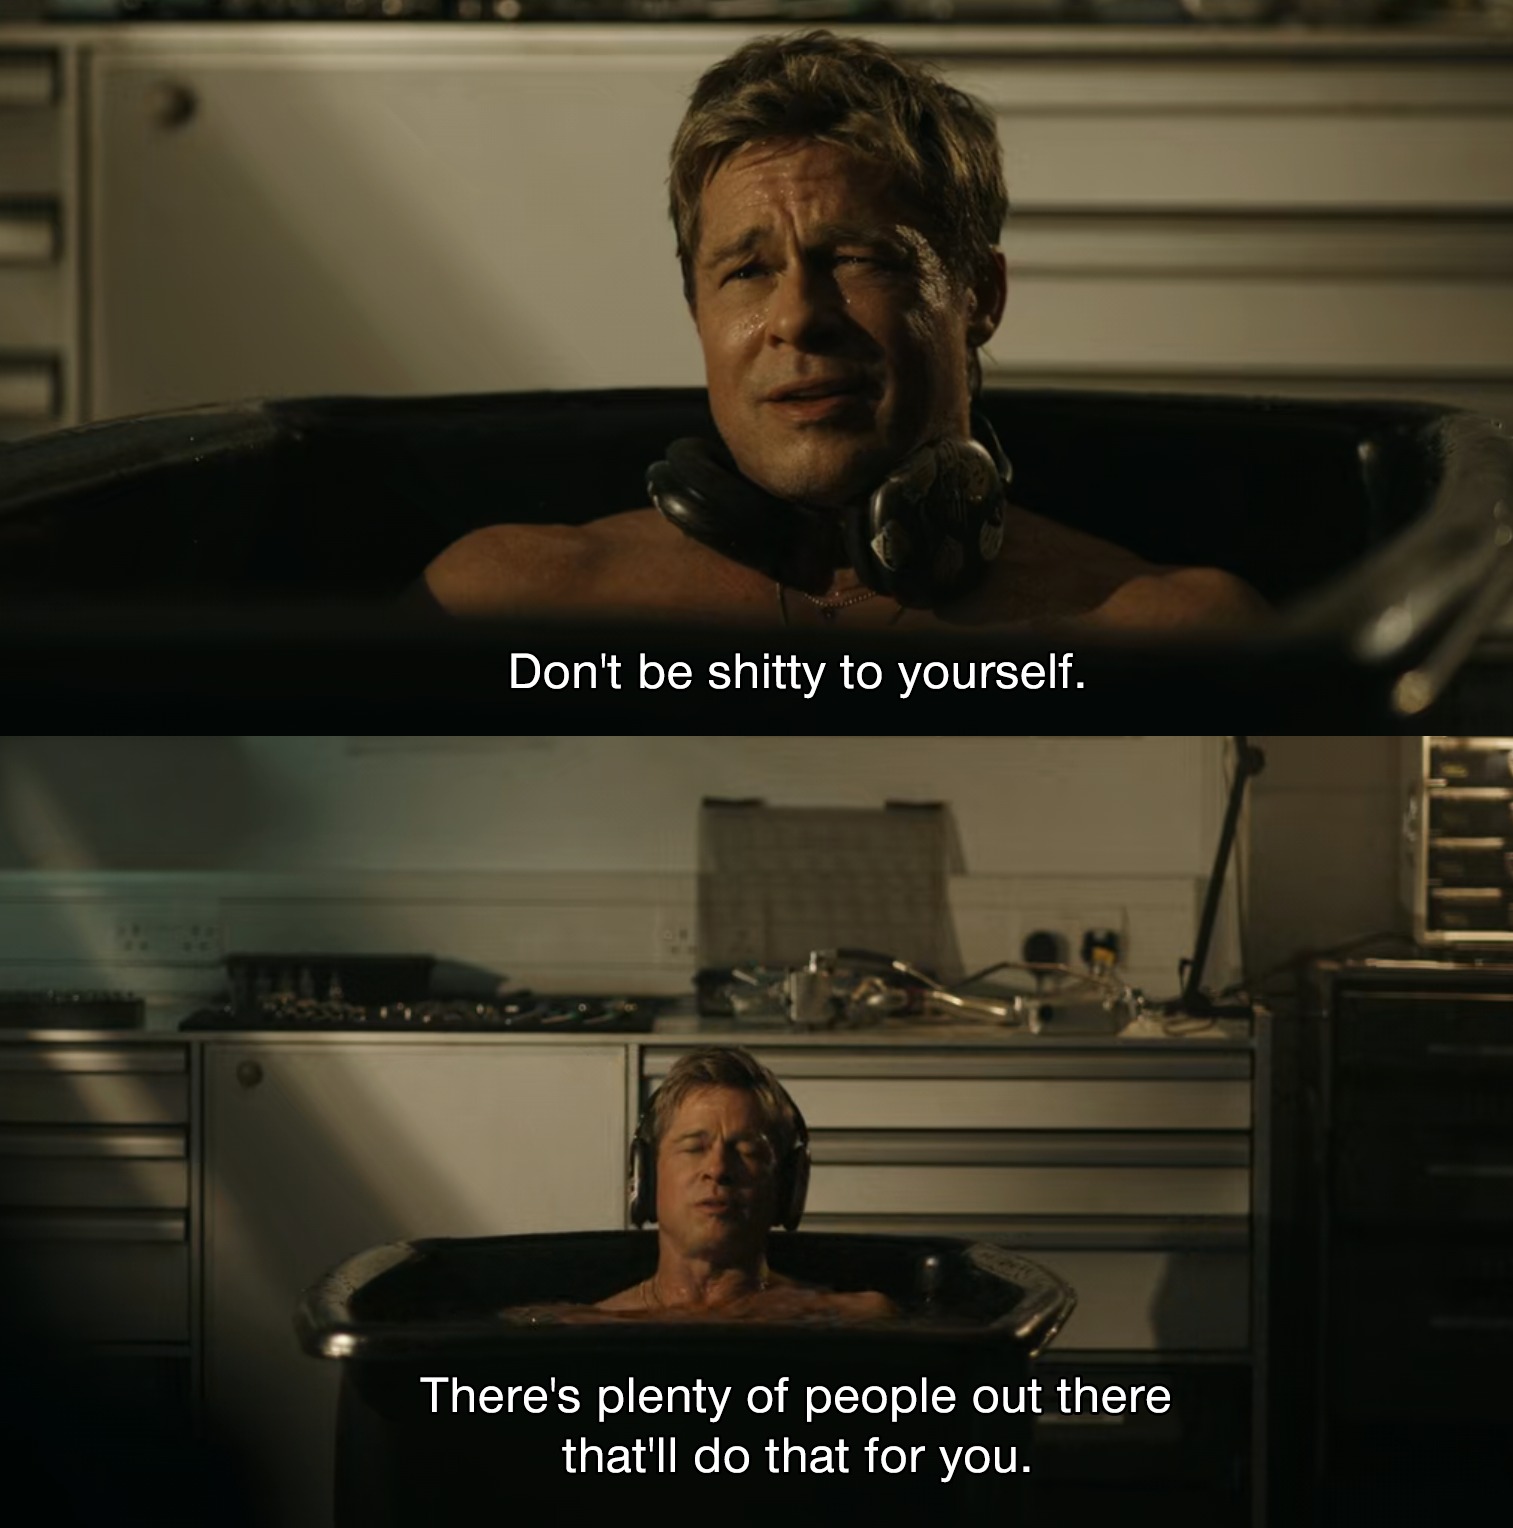 Don't be shitty to yourself.
There's plenty of people out there
that'll do that for you.